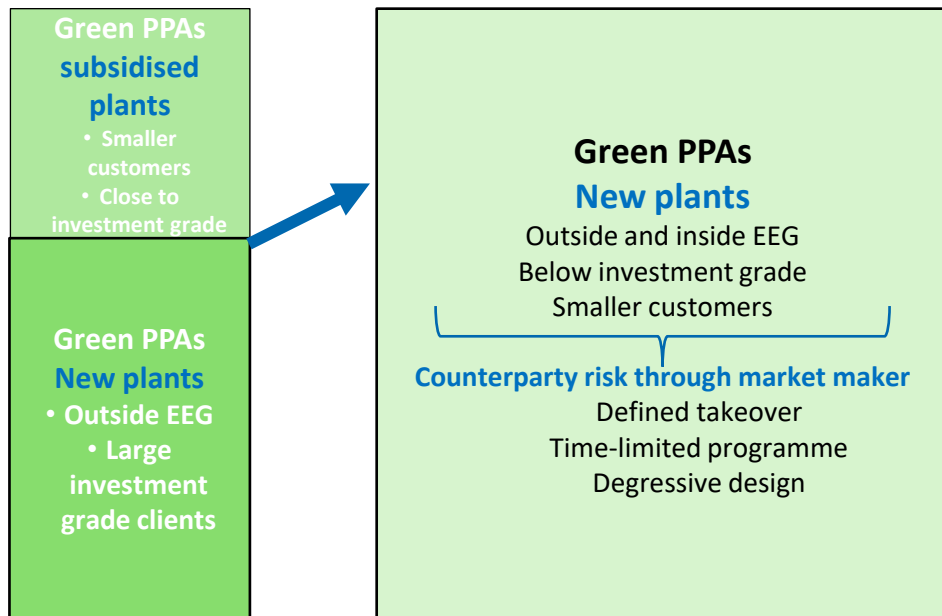 Green PPAs
subsidised
plants
• Smaller
customers
• Close to
investment grade
Green PPAs
New plants
• Outside EEG
• Large
investment
grade clients
Green PPAs
New plants
Outside and inside EEG
Below investment grade
Smaller customers
Counterparty risk through market maker
Defined takeover
Time-limited programme
Degressive design